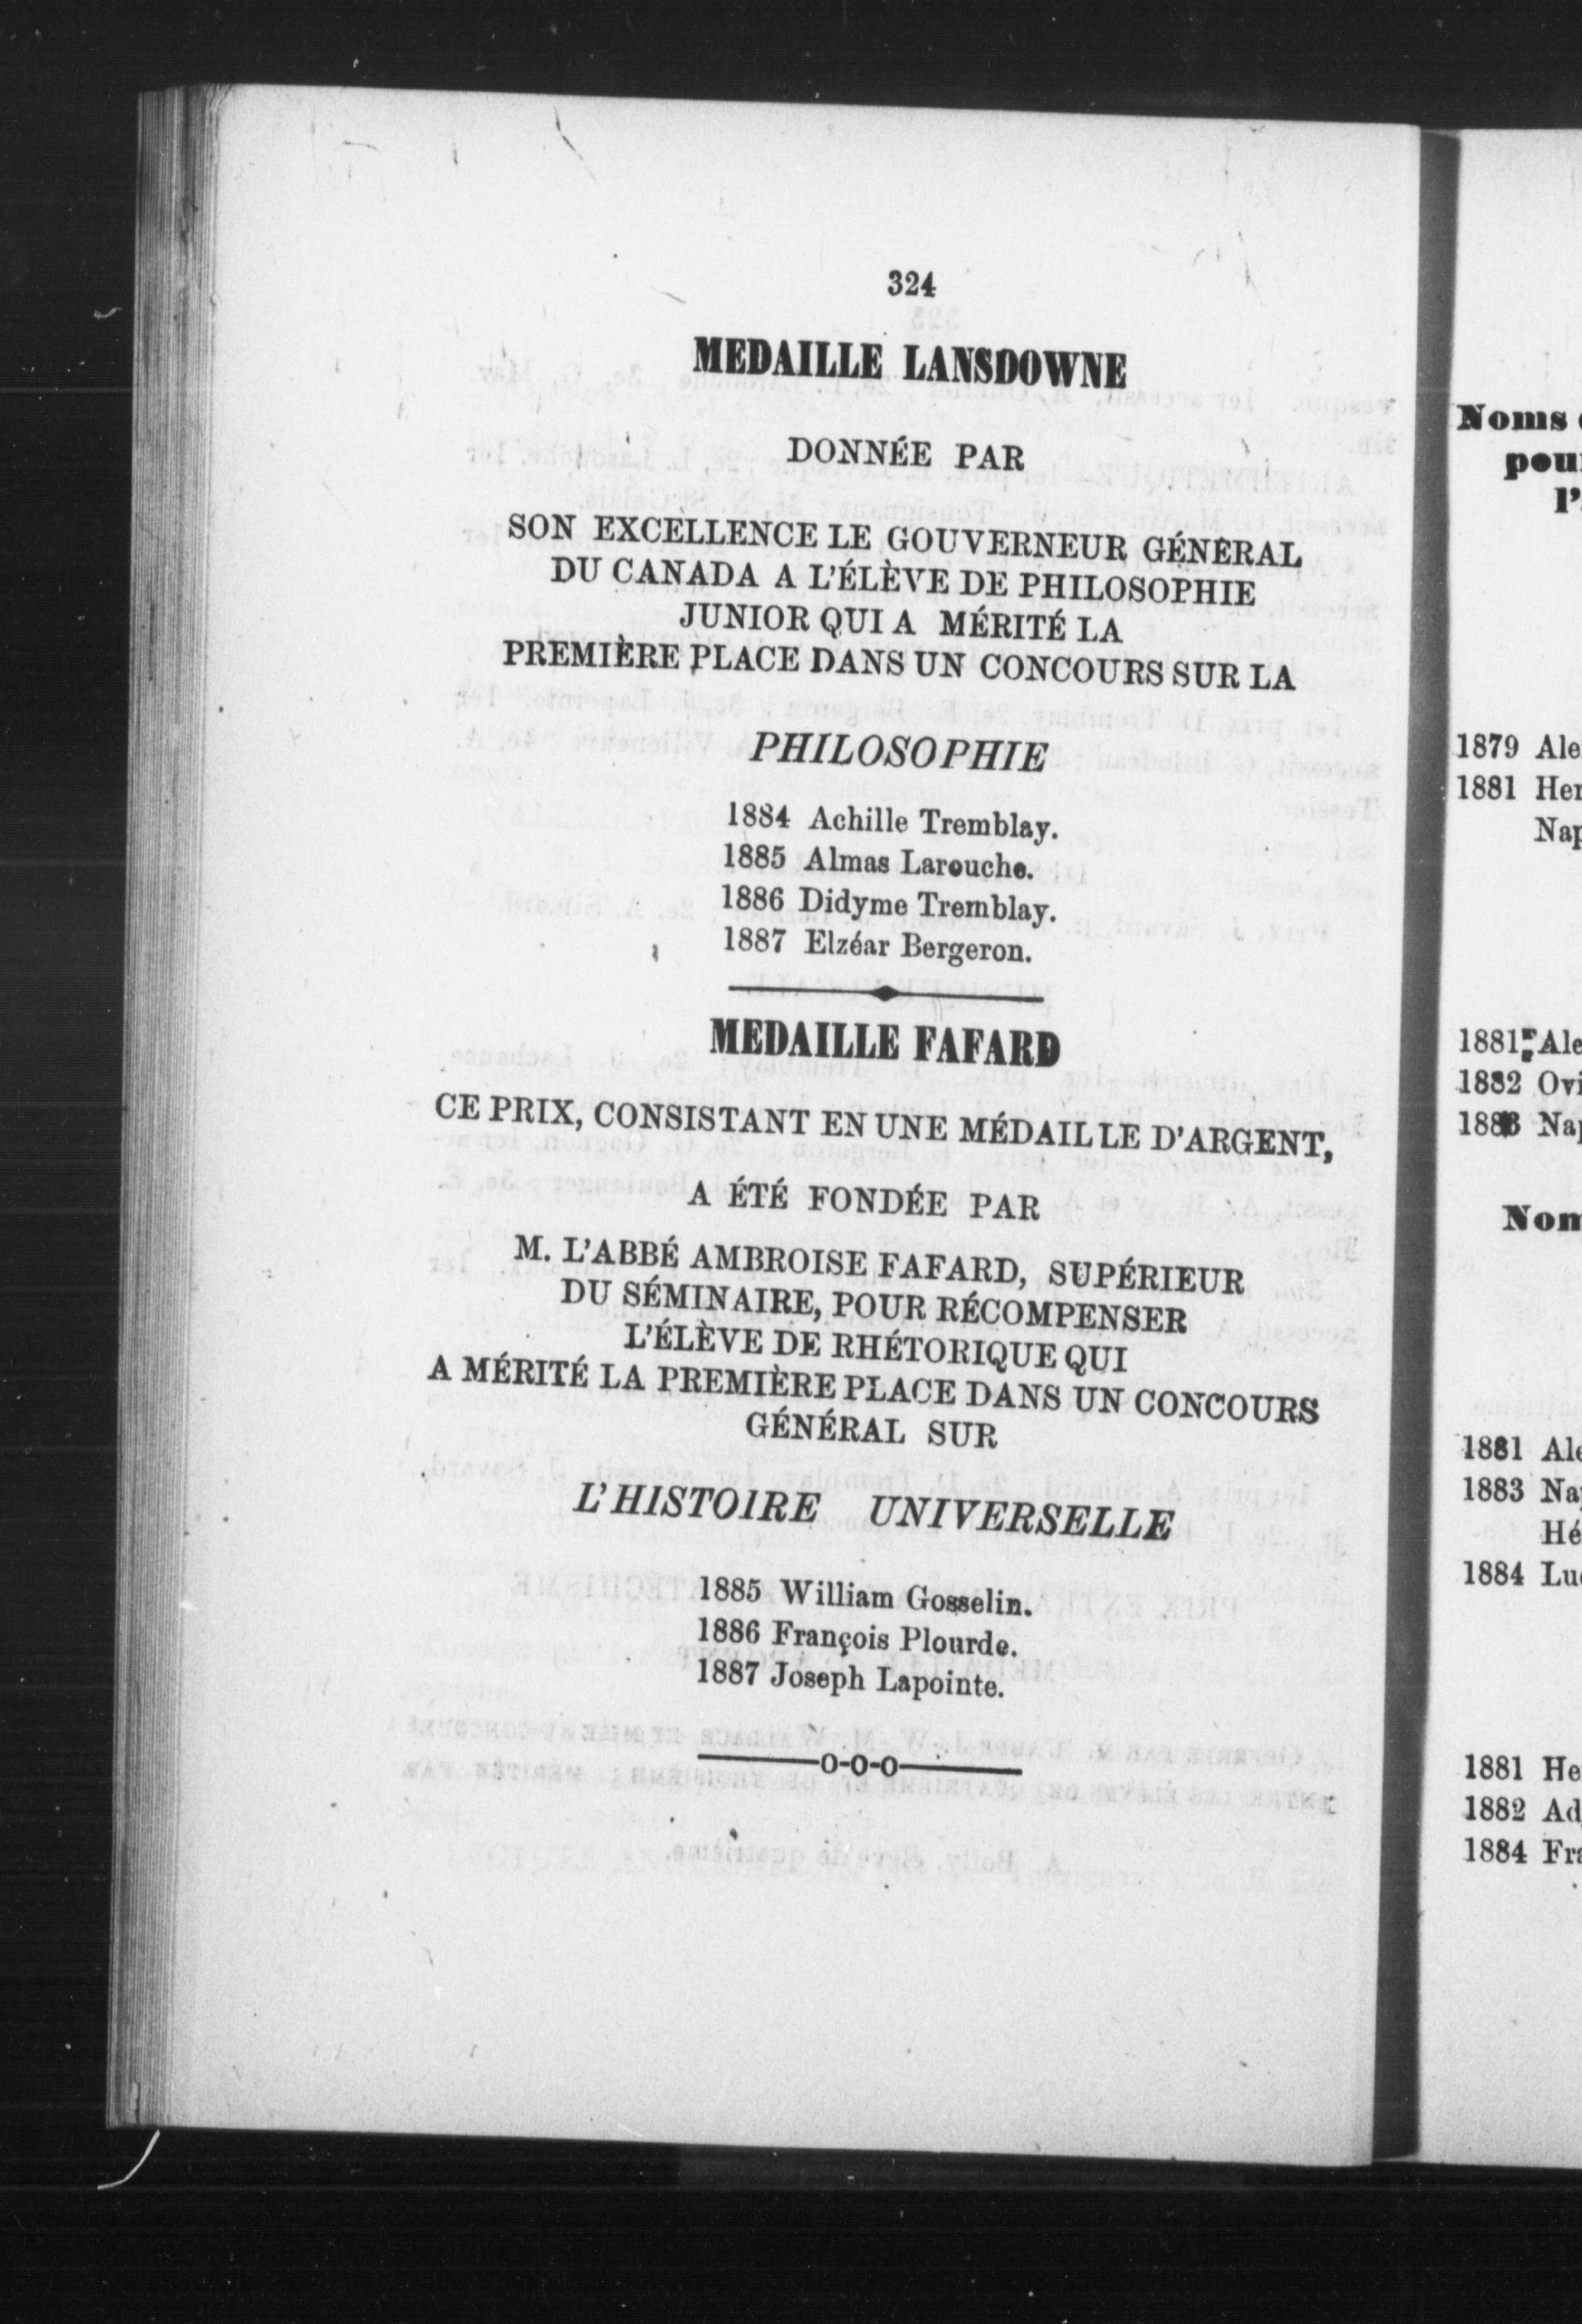 324
MEDAILLE LANSDOWNE
DONNÉE PAR
SON EXCELLENCE LE GOUVERNEUR GÉNÉRAL
DU CANADA A L'ÉLÈVE DE PHILOSOPHIE
JUNIOR QUI A MÉRITÉ LA
PREMIÈRE PLACE DANS UN CONCOURS SUR LA
PHILOSOPHIE
1884 Achille Tremblay.
1885 Almas Larouche.
1886 Didyme Tremblay.
1887 Elzéar Bergeron.
MEDAILLE FAFARD
CE PRIX, CONSISTANT EN UNE MÉDAILLE D'ARGENT,
A ÉTÉ FONDÉE PAR
M. L'ABBÉ AMBROISE FAFARD, SUPÉRIEUR
DU SÉMINAIRE, POUR RÉCOMPENSER
L'ÉLÈVE DE RHÉTORIQUE QUI
A MÉRITÉ LA PREMIÈRE PLACE DANS UN CONCOURS
GÉNÉRAL SUR
L'HISTOIRE UNIVERSELLE
1885 William Gosselin.
1886 François Plourde.
1887 Joseph Lapointe.
o-o-o
Noms
pou
l'
1879 Ale
1881 Her
Nap
1881 Ale
1882 Ovi
Nap
Nom
1881 Ale
1883 Na
Hé
1884 Lu
1881 He
1882 Ad
1884 Fra